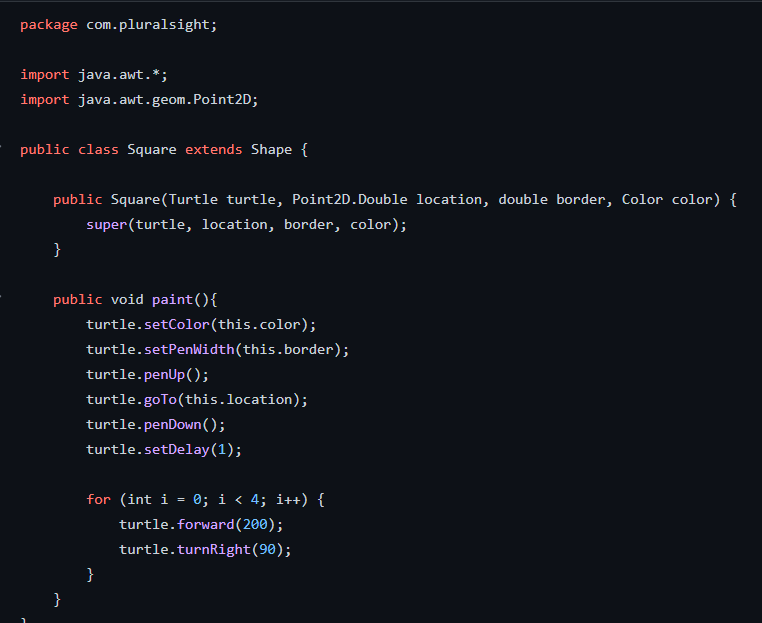 package com.pluralsight;
import java.awt.*;
import java.awt.geom.Point2D;
public class Square extends Shape {
    public Square(Turtle turtle, Point2D.Double location, double border, Color color) {
        super(turtle, location, border, color);
    }
    public void paint(){
        turtle.setColor(this.color);
        turtle.setPenWidth(this.border);
        turtle.penUp();
        turtle.goTo(this.location);
        turtle.penDown();
        turtle.setDelay(1);
        for (int i = 0; i < 4; i++) {
            turtle.forward(200);
            turtle.turnRight(90);
        }
    }
}